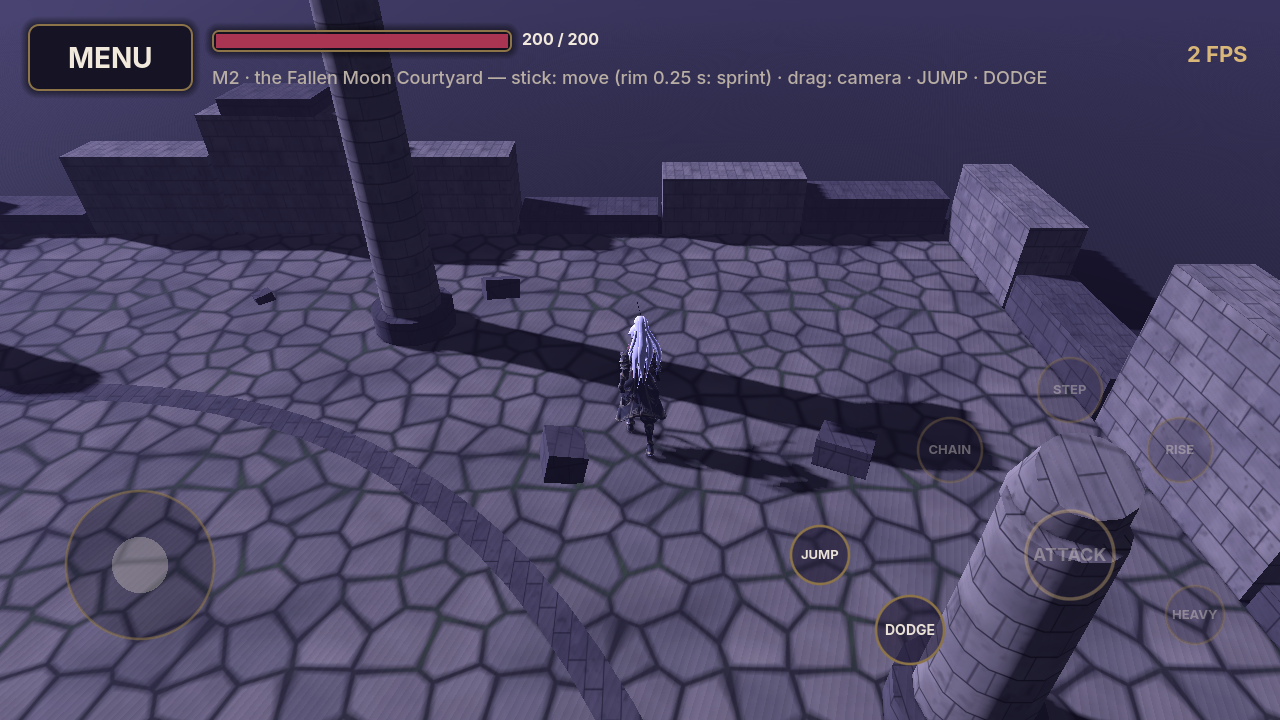 MENU
200 / 200
2 FPS
M2 · the Fallen Moon Courtyard — stick: move (rim 0.25 s: sprint) · drag: camera · JUMP · DODGE
STEP
CHAIN
RISE
JUMP
ATTACK
HEAVY
DODGE